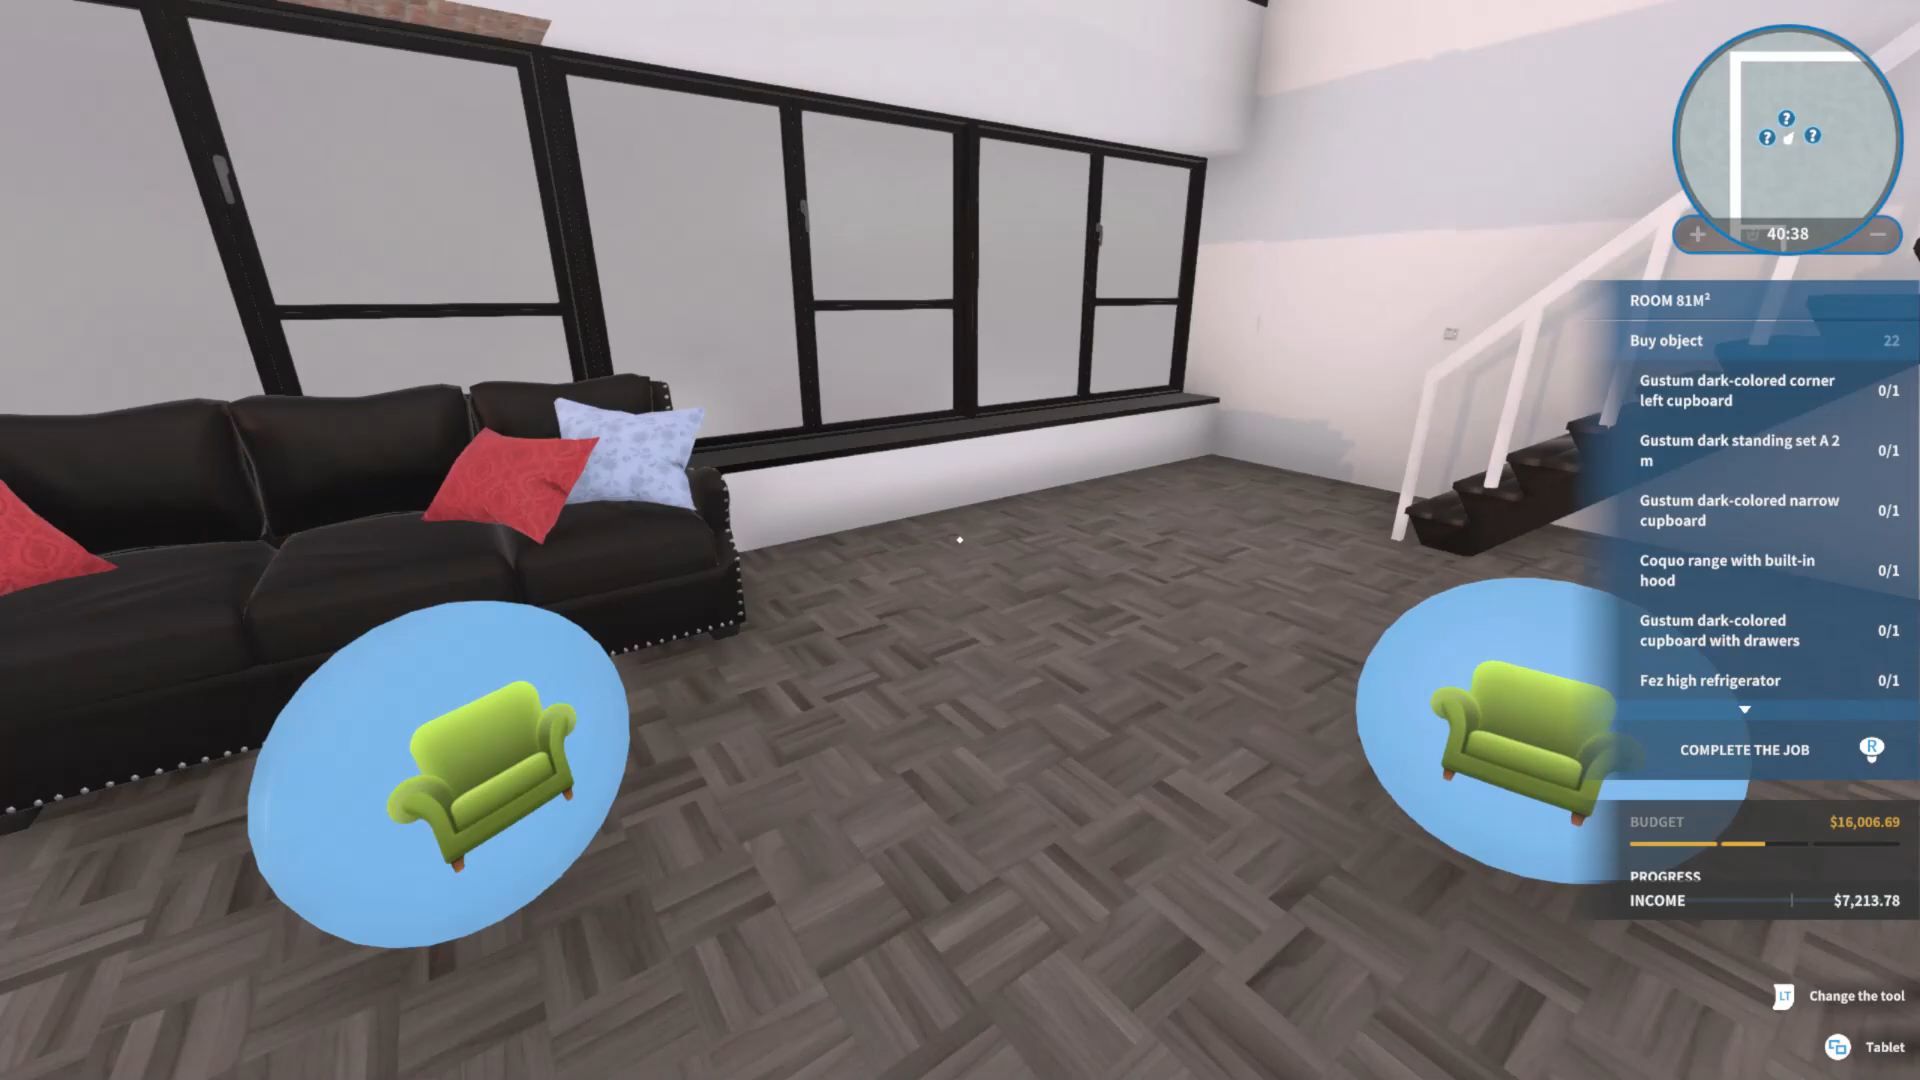 ? ? ?
40:38
ROOM 81M²
Buy object 22
Gustum dark-colored corner
left cupboard 0/1
Gustum dark standing set A 2
m 0/1
Gustum dark-colored narrow
cupboard 0/1
Coquo range with built-in
hood 0/1
Gustum dark-colored
cupboard with drawers 0/1
Fez high refrigerator 0/1
COMPLETE THE JOB R
BUDGET $16,006.69
PROGRESS
INCOME $7,213.78
LT Change the tool
Tablet